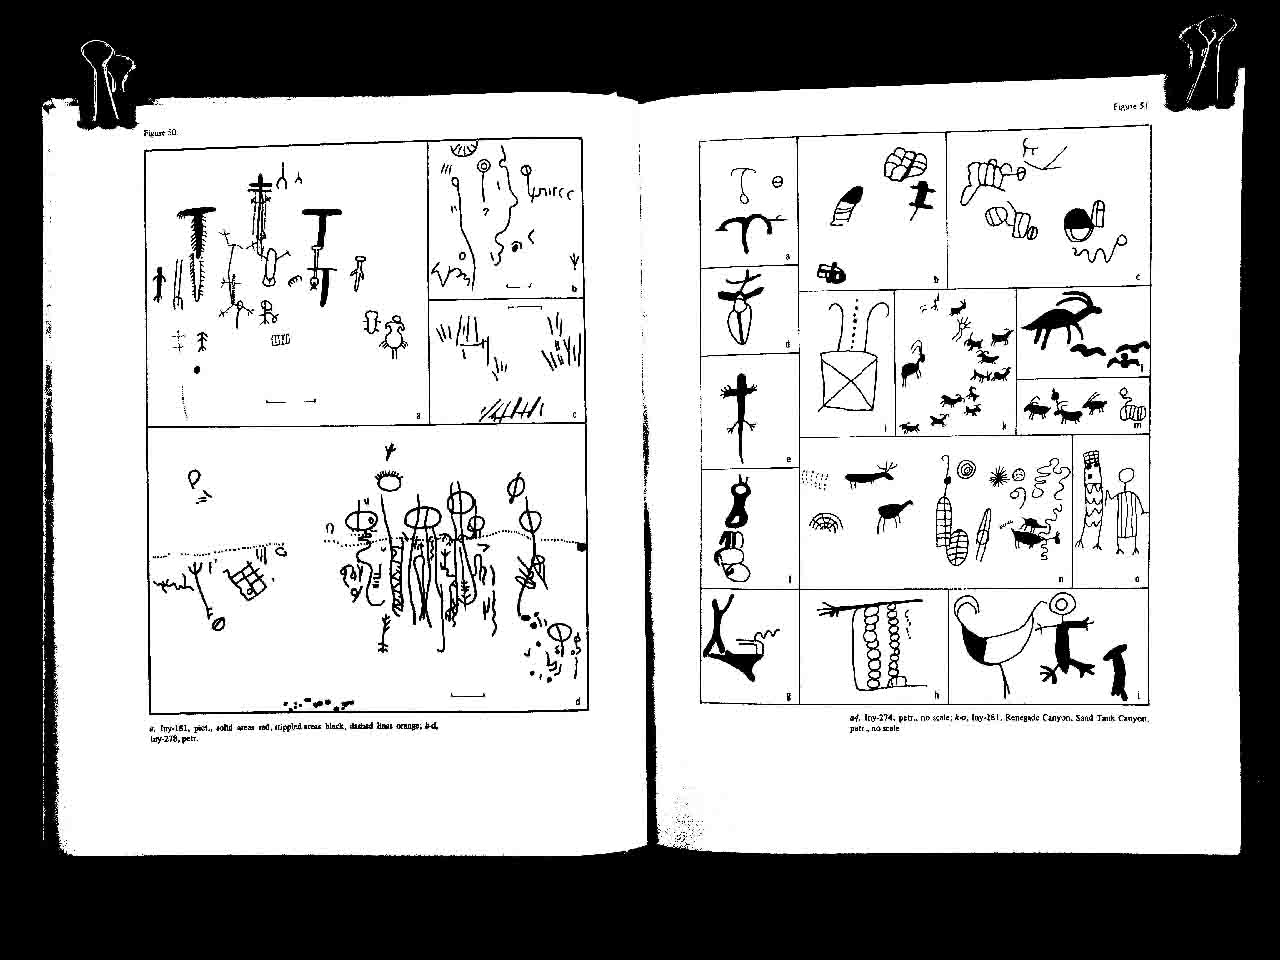 Figure 50.
a
b
c
d
a. Iny-161, pict., solid areas red, stippled areas black, dashed lines orange; b-d,
Iny-278, petr.
Figure 51
a
b
c
d
j
k
l
e
m
f
n
o
g
h
i
a-j. Iny-274, petr., no scale; k-o, Iny-281, Renegade Canyon, Sand Tank Canyon,
petr., no scale